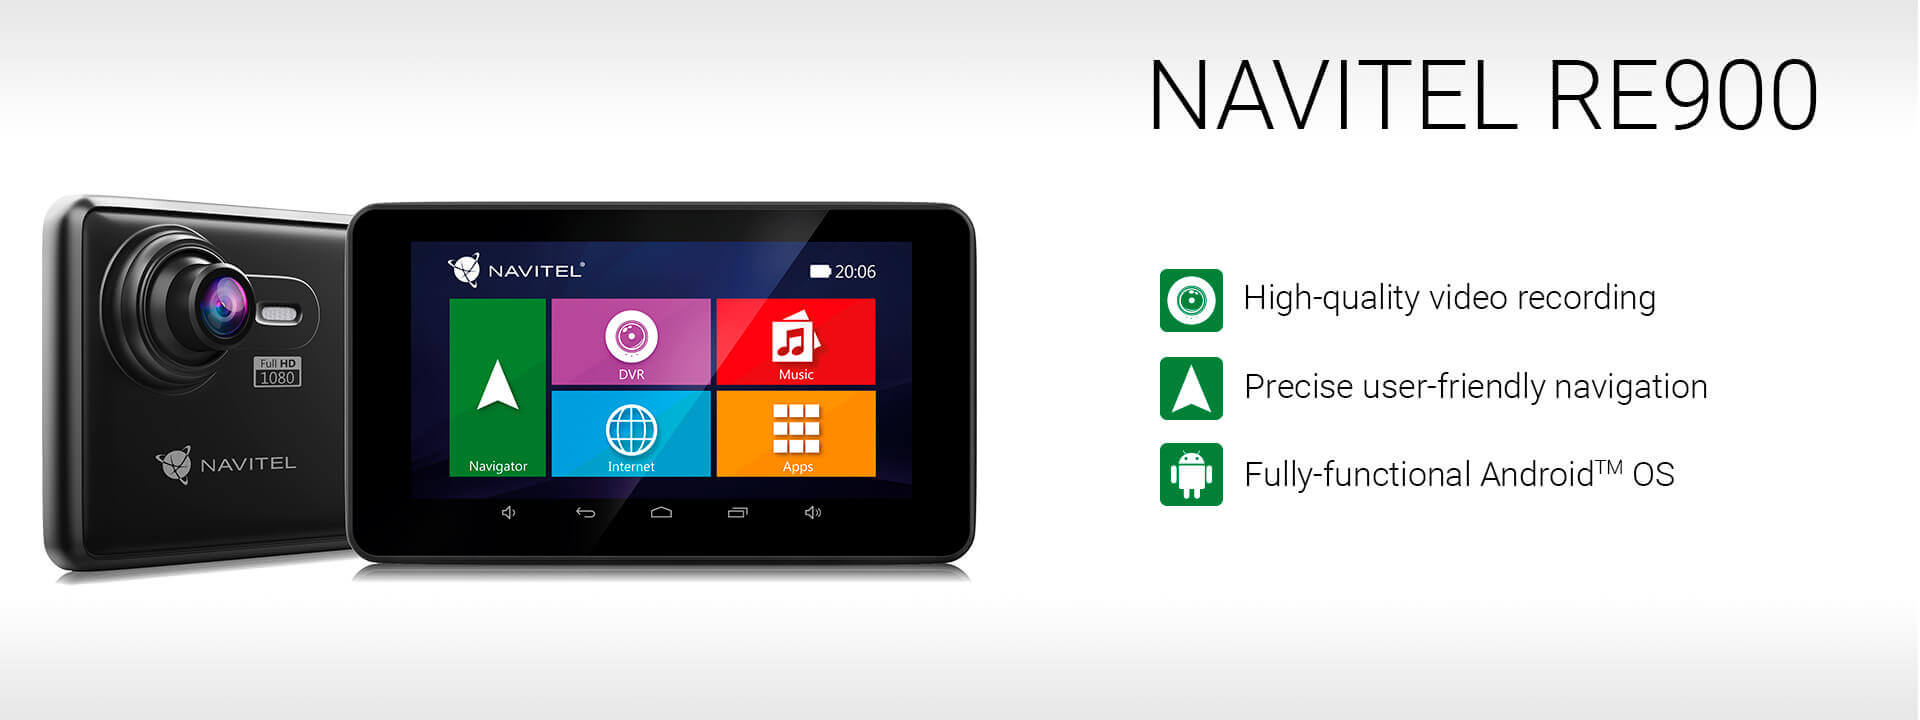 NAVITEL RE900
Full HD
1080
NAVITEL
NAVITEL®
20:06
Navigator
DVR
Music
Internet
Apps
High-quality video recording
Precise user-friendly navigation
Fully-functional Android™ OS